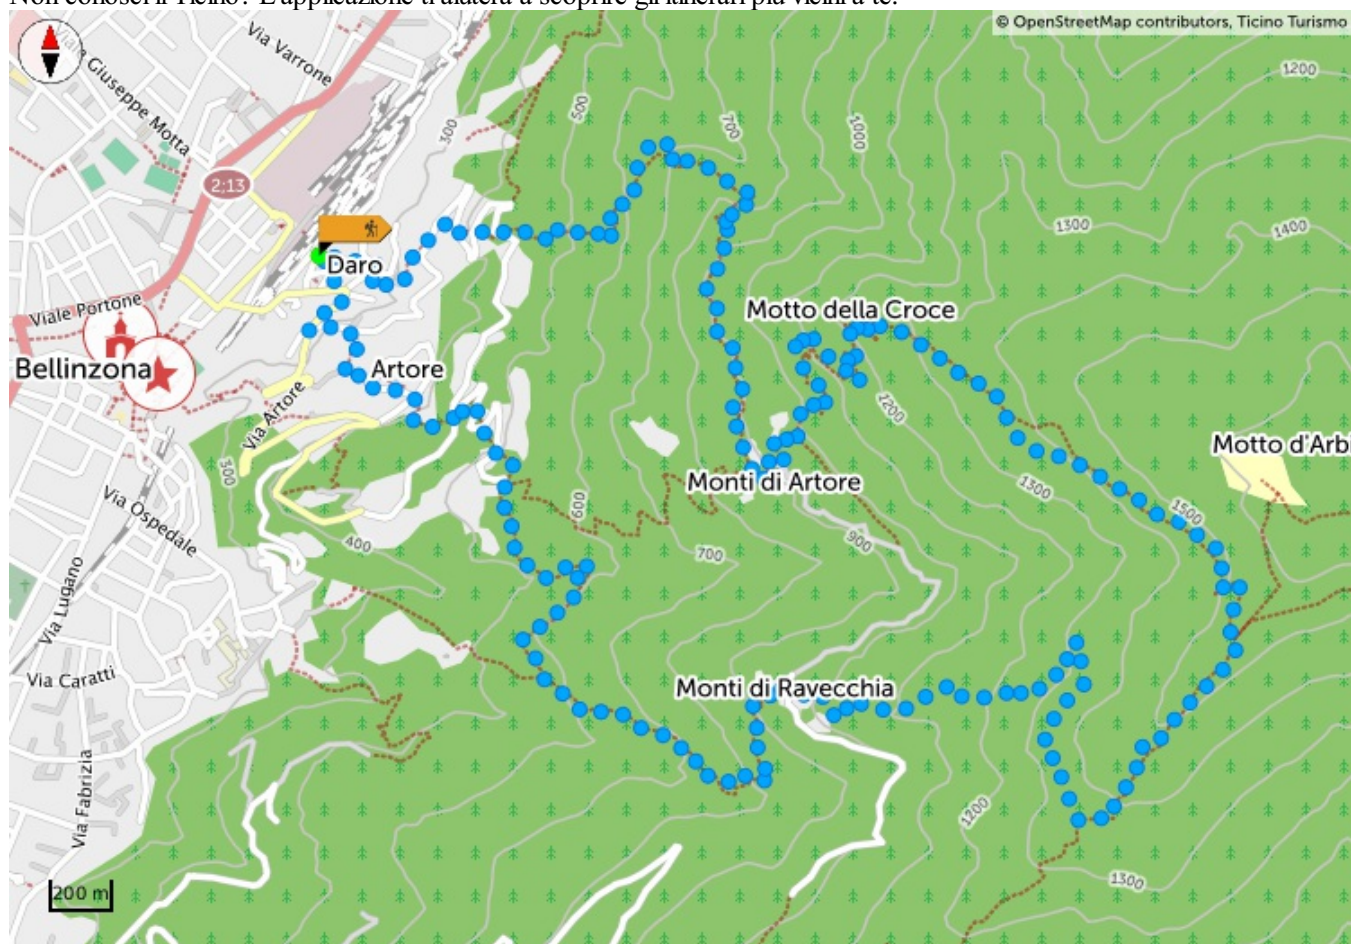 Non conosci il Ticino? L'applicazione ti aiuterà a scoprire gli itinerari più vicini a te.
© OpenStreetMap contributors, Ticino Turismo
Viale Giuseppe Motta
Via Varrone
1200
500
300
700
1000
2;13
1300
1400
Daro
Viale Portone
Motto della Croce
Bellinzona
Artore
Via Artore
1200
Motto d'Arbi
300
Monti di Artore
1300
Via Ospedale
600
1500
400
700
900
Via Lugano
Via Caratti
Monti di Ravecchia
Via Fabrizia
1200
1300
200 m